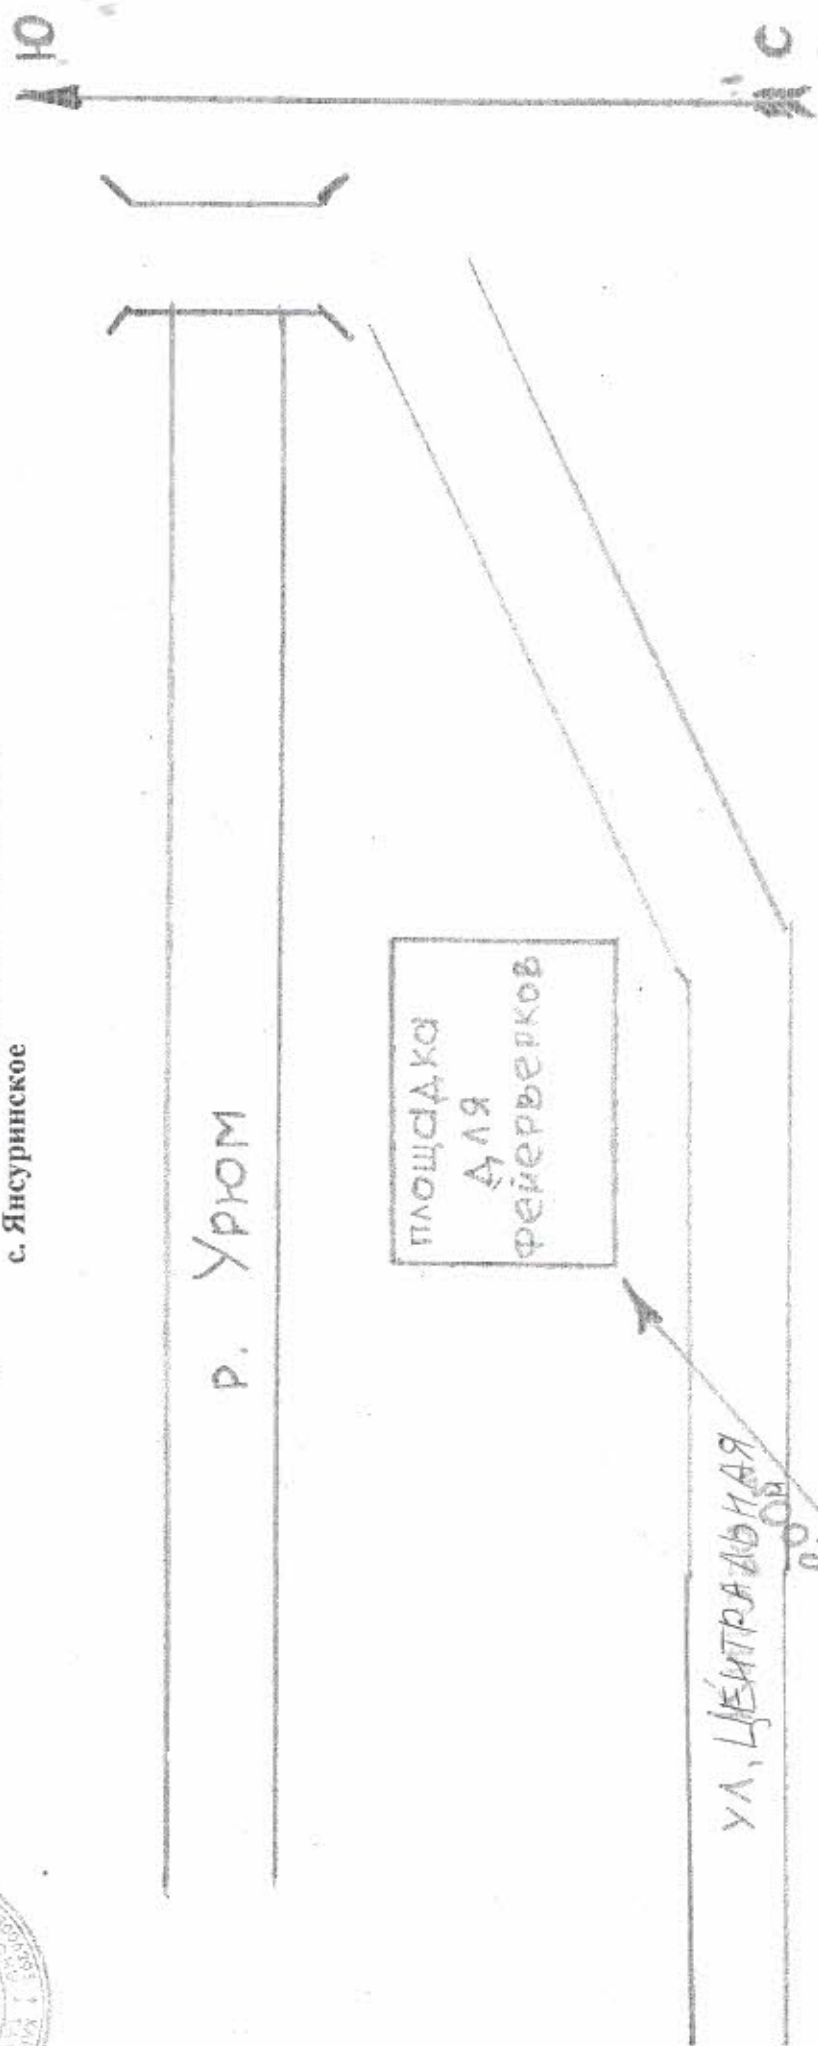 с. Янсуринское
Ю
С
р. Урюм
площадка
для
фейерверков
ул, Центральная